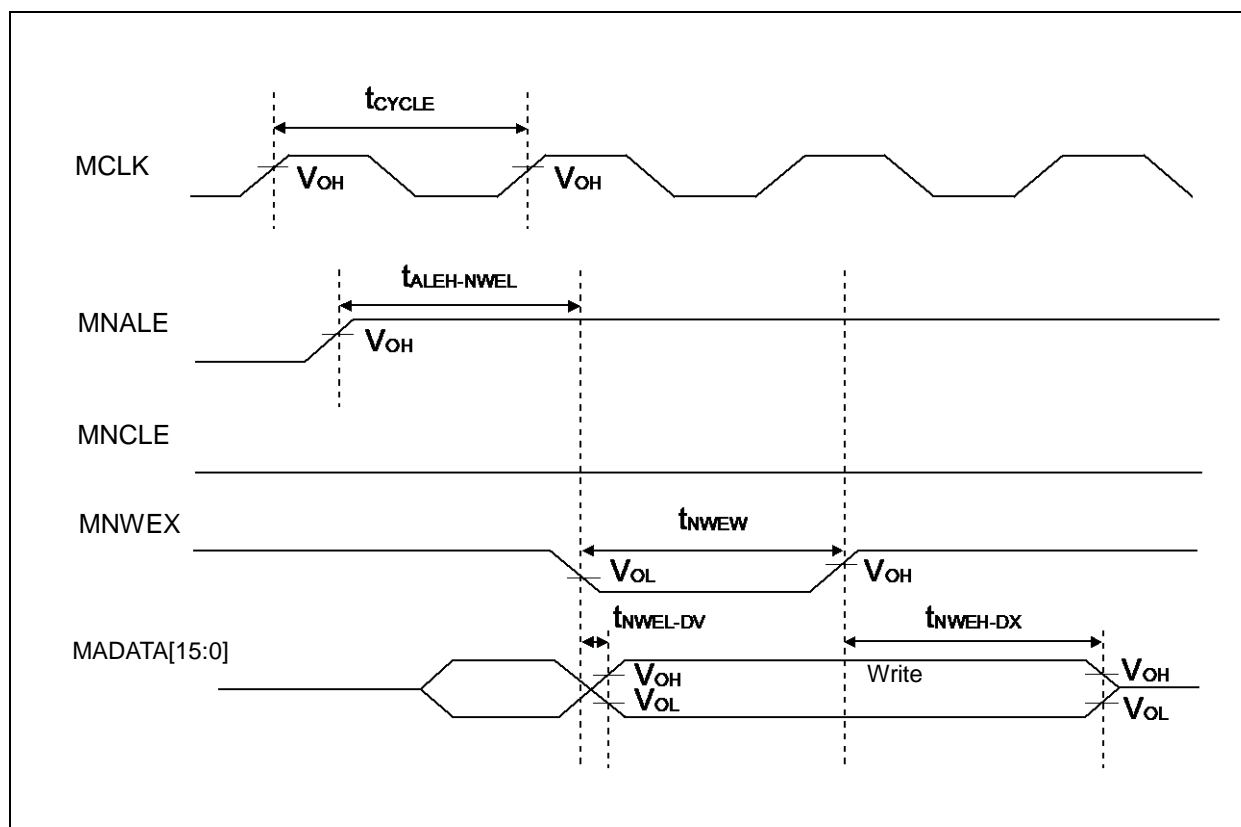 tCYCLE
MCLK
VOH
VOH
tALEH-NWEL
MNALE
VOH
MNCLE
MNWEX
tNWEW
VOL
VOH
tNWEL-DV
tNWEH-DX
MADATA[15:0]
VOH
Write
VOH
VOL
VOL